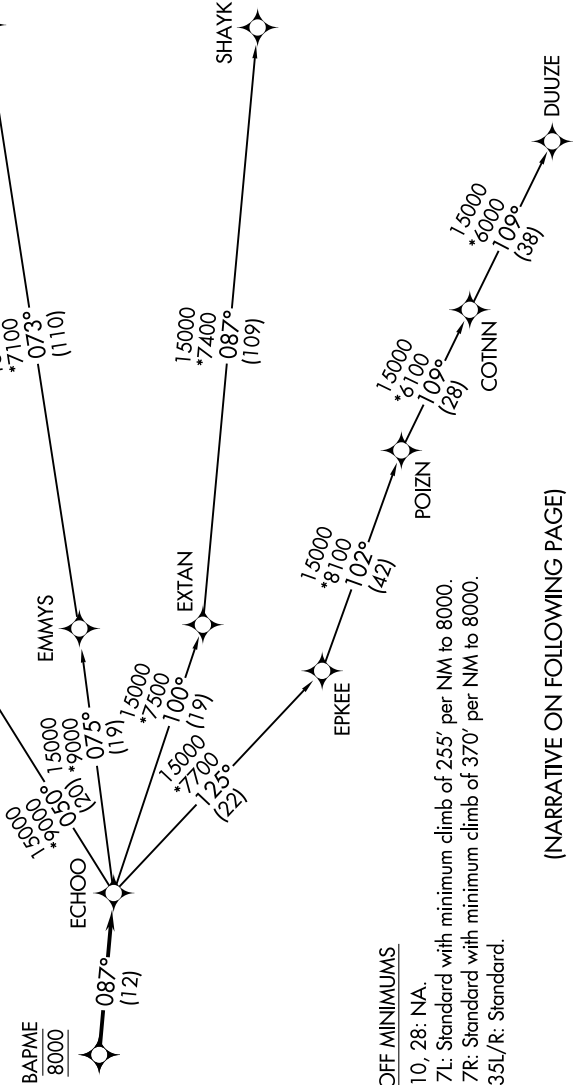 SHAYK
DUUZE
*7100
073°
(110)
15000
*7400
087°
(109)
15000
*6000
109°
(38)
15000
*6100
109°
(28)
COTNN
POIZN
15000
*8100
102°
(42)
EMMYS
EXTAN
EPKEE
15000
*9000
050°
(20)
15000
*9000
075°
(19)
15000
*7500
100°
(19)
15000
*7700
125°
(22)
ECHOO
087°
(12)
BAPME
8000
OFF MINIMUMS
10, 28: NA.
7L: Standard with minimum climb of 255' per NM to 8000.
7R: Standard with minimum climb of 370' per NM to 8000.
35L/R: Standard.
(NARRATIVE ON FOLLOWING PAGE)